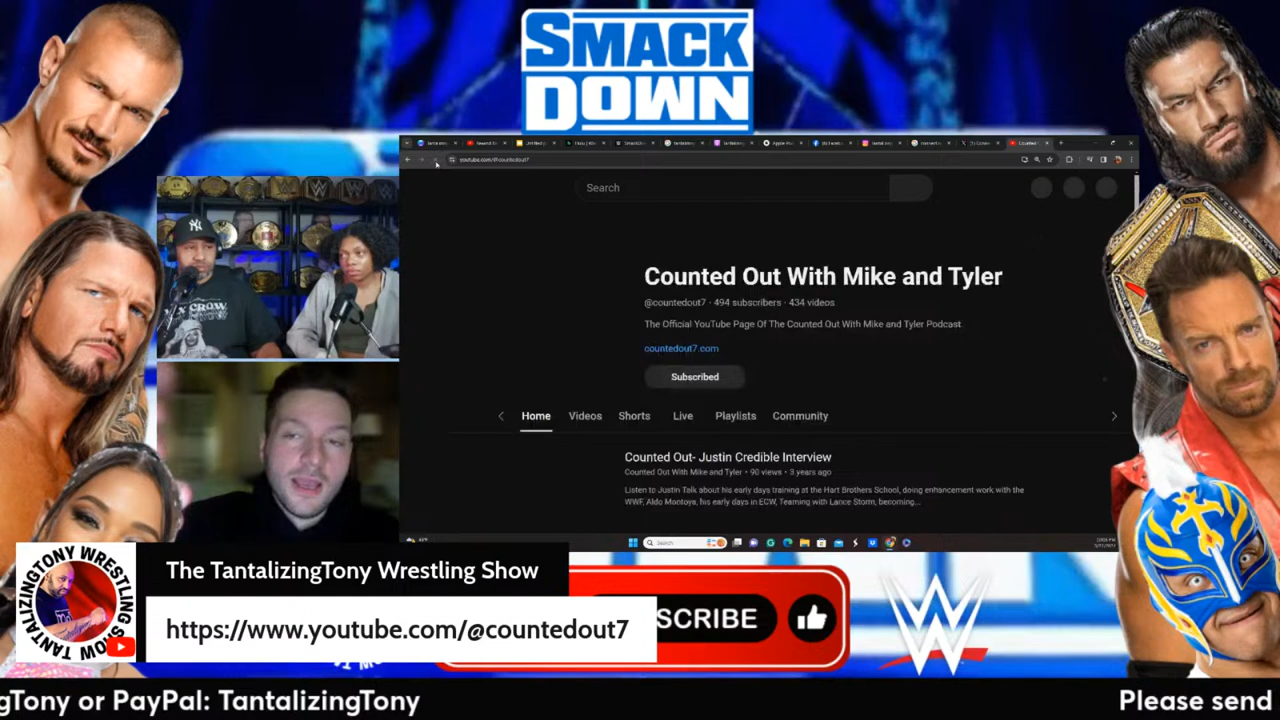 SMACK
DOWN
youtube.com/@countedout7
Search
Counted Out With Mike and Tyler
@countedout7 · 494 subscribers · 434 videos
The Official YouTube Page Of The Counted Out With Mike and Tyler Podcast.
countedout7.com
Subscribed
Home Videos Shorts Live Playlists Community
Counted Out- Justin Credible Interview
Counted Out With Mike and Tyler • 90 views • 3 years ago
Listen to Justin Talk about his early days training at the Hart Brothers School, doing enhancement work with the
WWF, Aldo Montoya, his early days in ECW, Teaming with Lance Storm, becoming...
Search
TANTALIZINGTONY WRESTLING SHOW
The TantalizingTony Wrestling Show
https://www.youtube.com/@countedout7
SCRIBE
gTony or PayPal: TantalizingTony
Please send